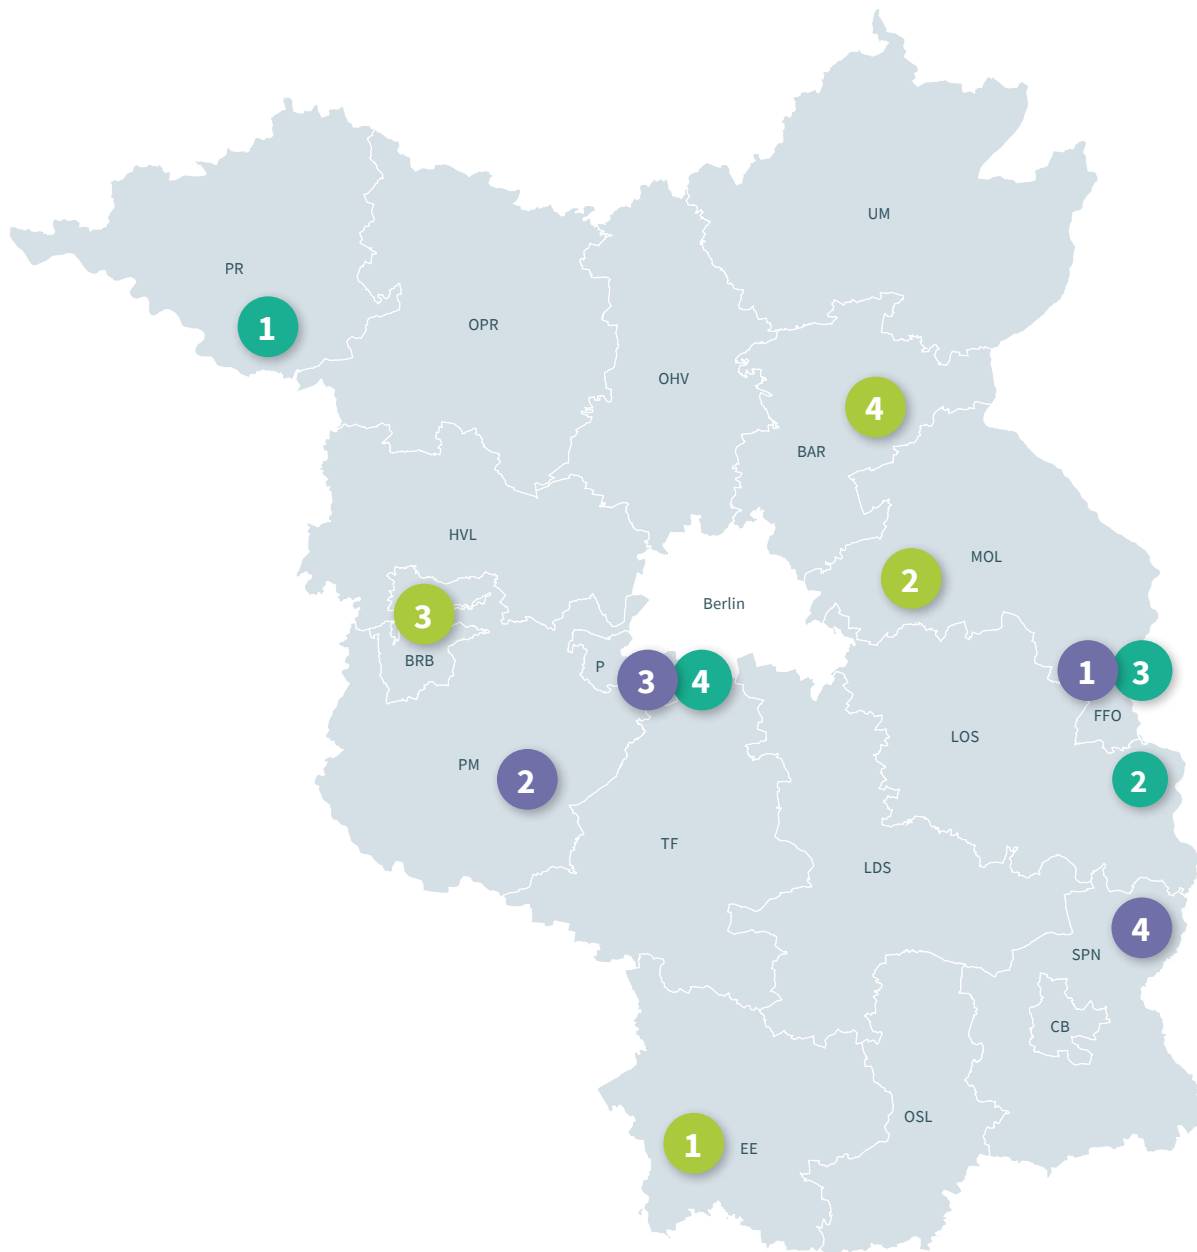 UM
PR
1
OPR
OHV
4
BAR
HVL
MOL
2
Berlin
3
BRB
P
3
4
1
3
FFO
LOS
PM
2
2
TF
LDS
4
SPN
CB
OSL
1
EE